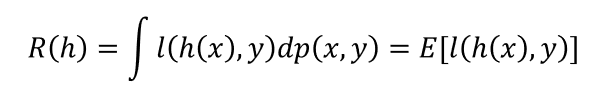 R(h) = ∫ l(h(x), y)dp(x, y) = E[l(h(x), y)]